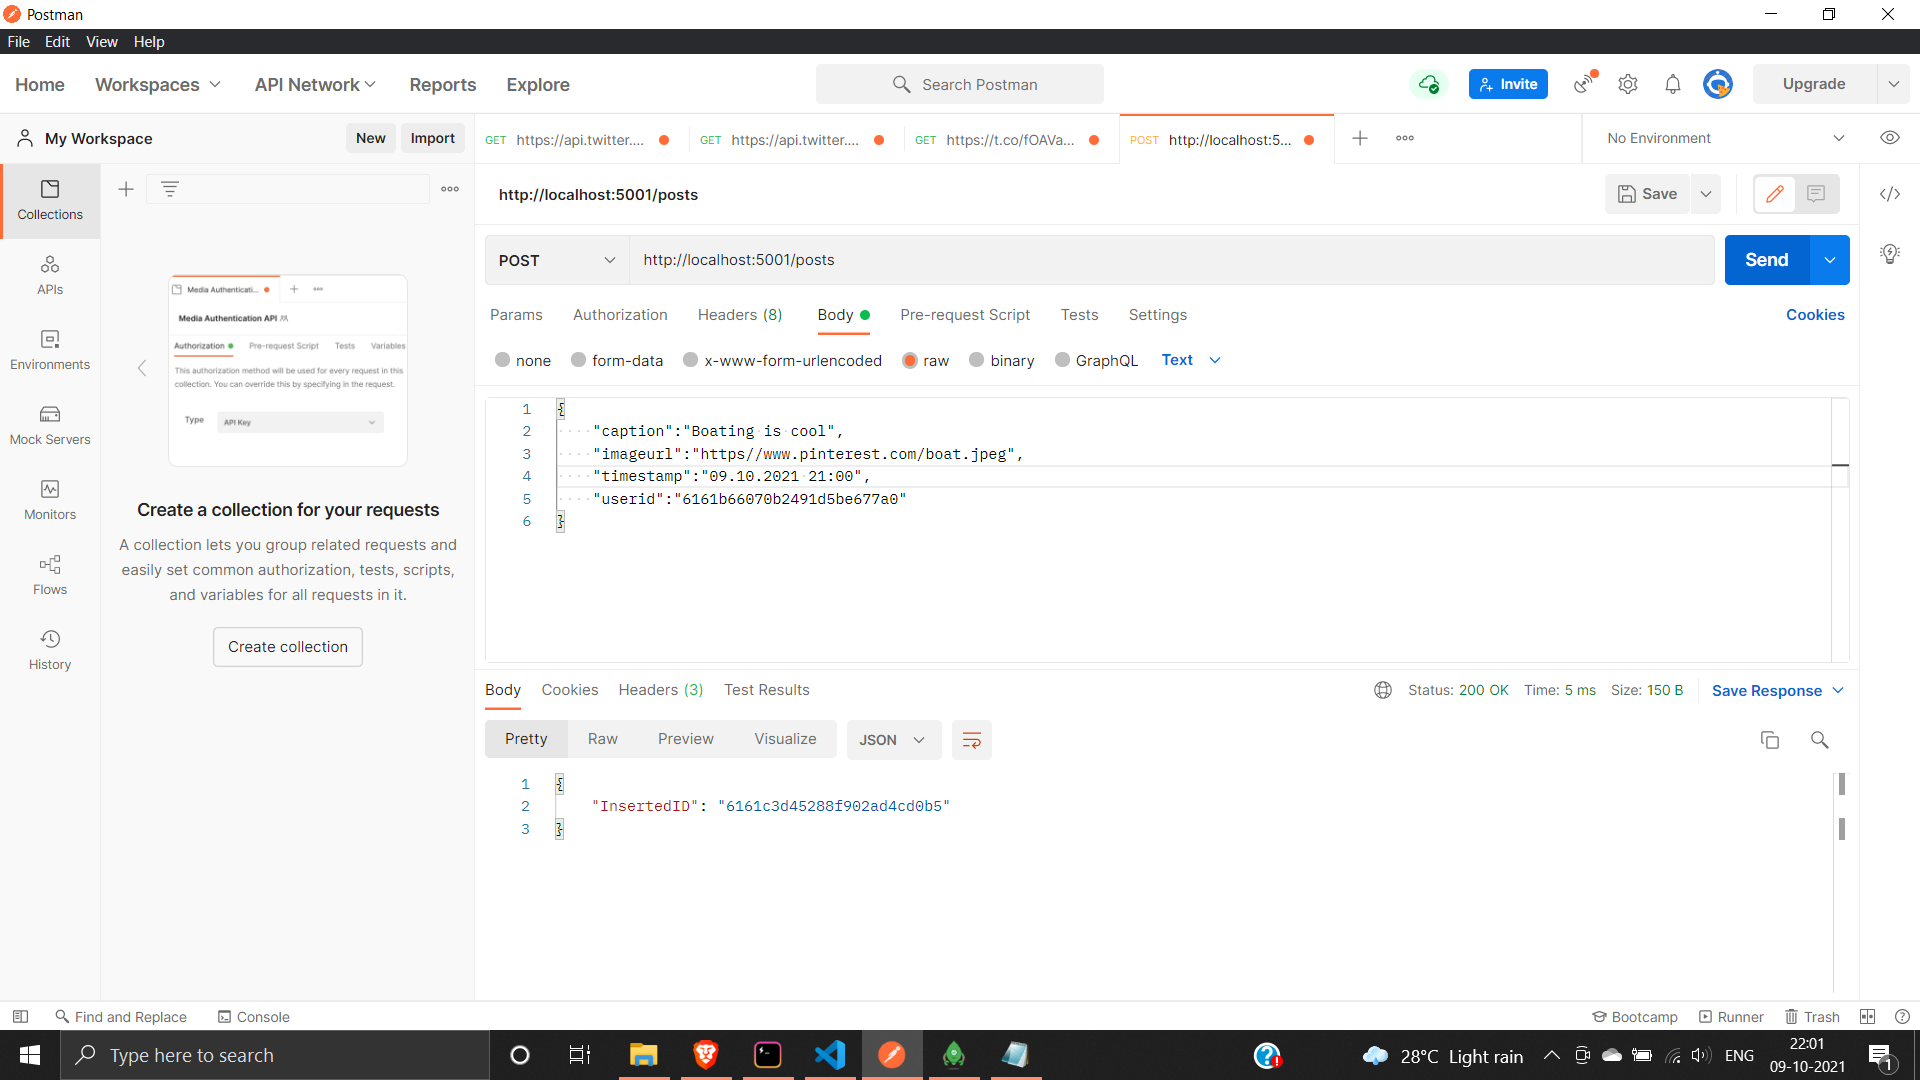 Postman
File Edit View Help
Home Workspaces API Network Reports Explore Search Postman Invite Upgrade
My Workspace New Import GET https://api.twitter.... GET https://api.twitter.... GET https://t.co/fOAVa... POST http://localhost:5... No Environment
Collections
APIs
Environments
Mock Servers
Monitors
Flows
History
Media Authenticati...
Media Authentication API
Authorization Pre-request Script Tests Variables
This authorization method will be used for every request in this
collection. You can override this by specifying in the request.
Type API Key
Create a collection for your requests
A collection lets you group related requests and
easily set common authorization, tests, scripts,
and variables for all requests in it.
Create collection
http://localhost:5001/posts Save
POST http://localhost:5001/posts Send
Params Authorization Headers (8) Body Pre-request Script Tests Settings Cookies
none form-data x-www-form-urlencoded raw binary GraphQL Text
1 {
2 "caption":"Boating is cool",
3 "imageurl":"https//www.pinterest.com/boat.jpeg",
4 "timestamp":"09.10.2021 21:00",
5 "userid":"6161b66070b2491d5be677a0"
6 }
Body Cookies Headers (3) Test Results Status: 200 OK Time: 5 ms Size: 150 B Save Response
Pretty Raw Preview Visualize JSON
1 {
2 "InsertedID": "6161c3d45288f902ad4cd0b5"
3 }
Find and Replace Console Bootcamp Runner Trash
Type here to search 28°C Light rain ENG 22:01
09-10-2021 1